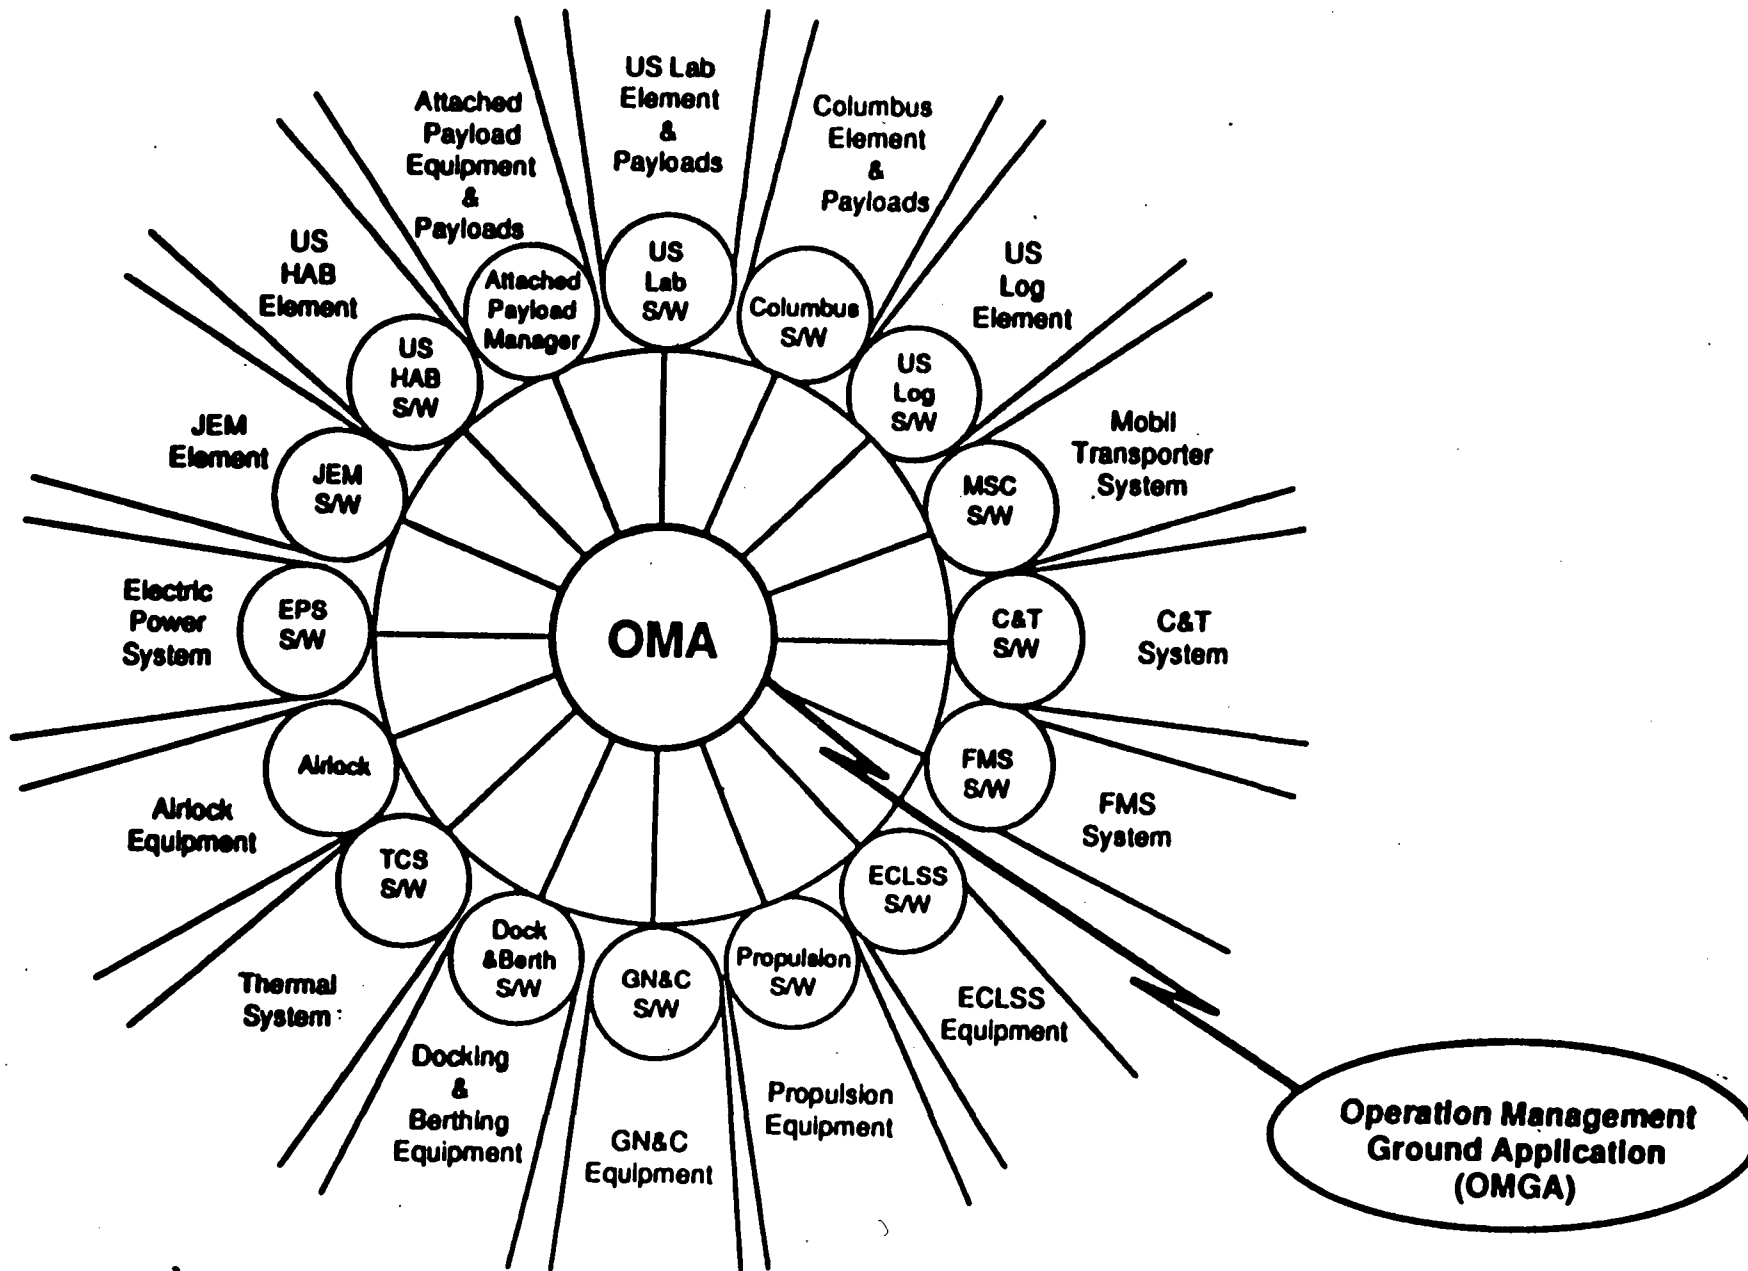 US Lab
Element
&
Payloads
Attached
Payload
Equipment
&
Payloads
Columbus
Element
&
Payloads
US
HAB
Element
US
Log
Element
US
Lab
S/W
Attached
Payload
Manager
Columbus
S/W
US
HAB
S/W
US
Log
S/W
JEM
Element
Mobil
Transporter
System
JEM
S/W
MSC
S/W
Electric
Power
System
EPS
S/W
OMA
C&T
S/W
C&T
System
Airlock
FMS
S/W
Airlock
Equipment
FMS
System
TCS
S/W
ECLSS
S/W
Dock
&Berth
S/W
GN&C
S/W
Propulsion
S/W
Thermal
System
ECLSS
Equipment
Docking
&
Berthing
Equipment
Propulsion
Equipment
GN&C
Equipment
Operation Management
Ground Application
(OMGA)